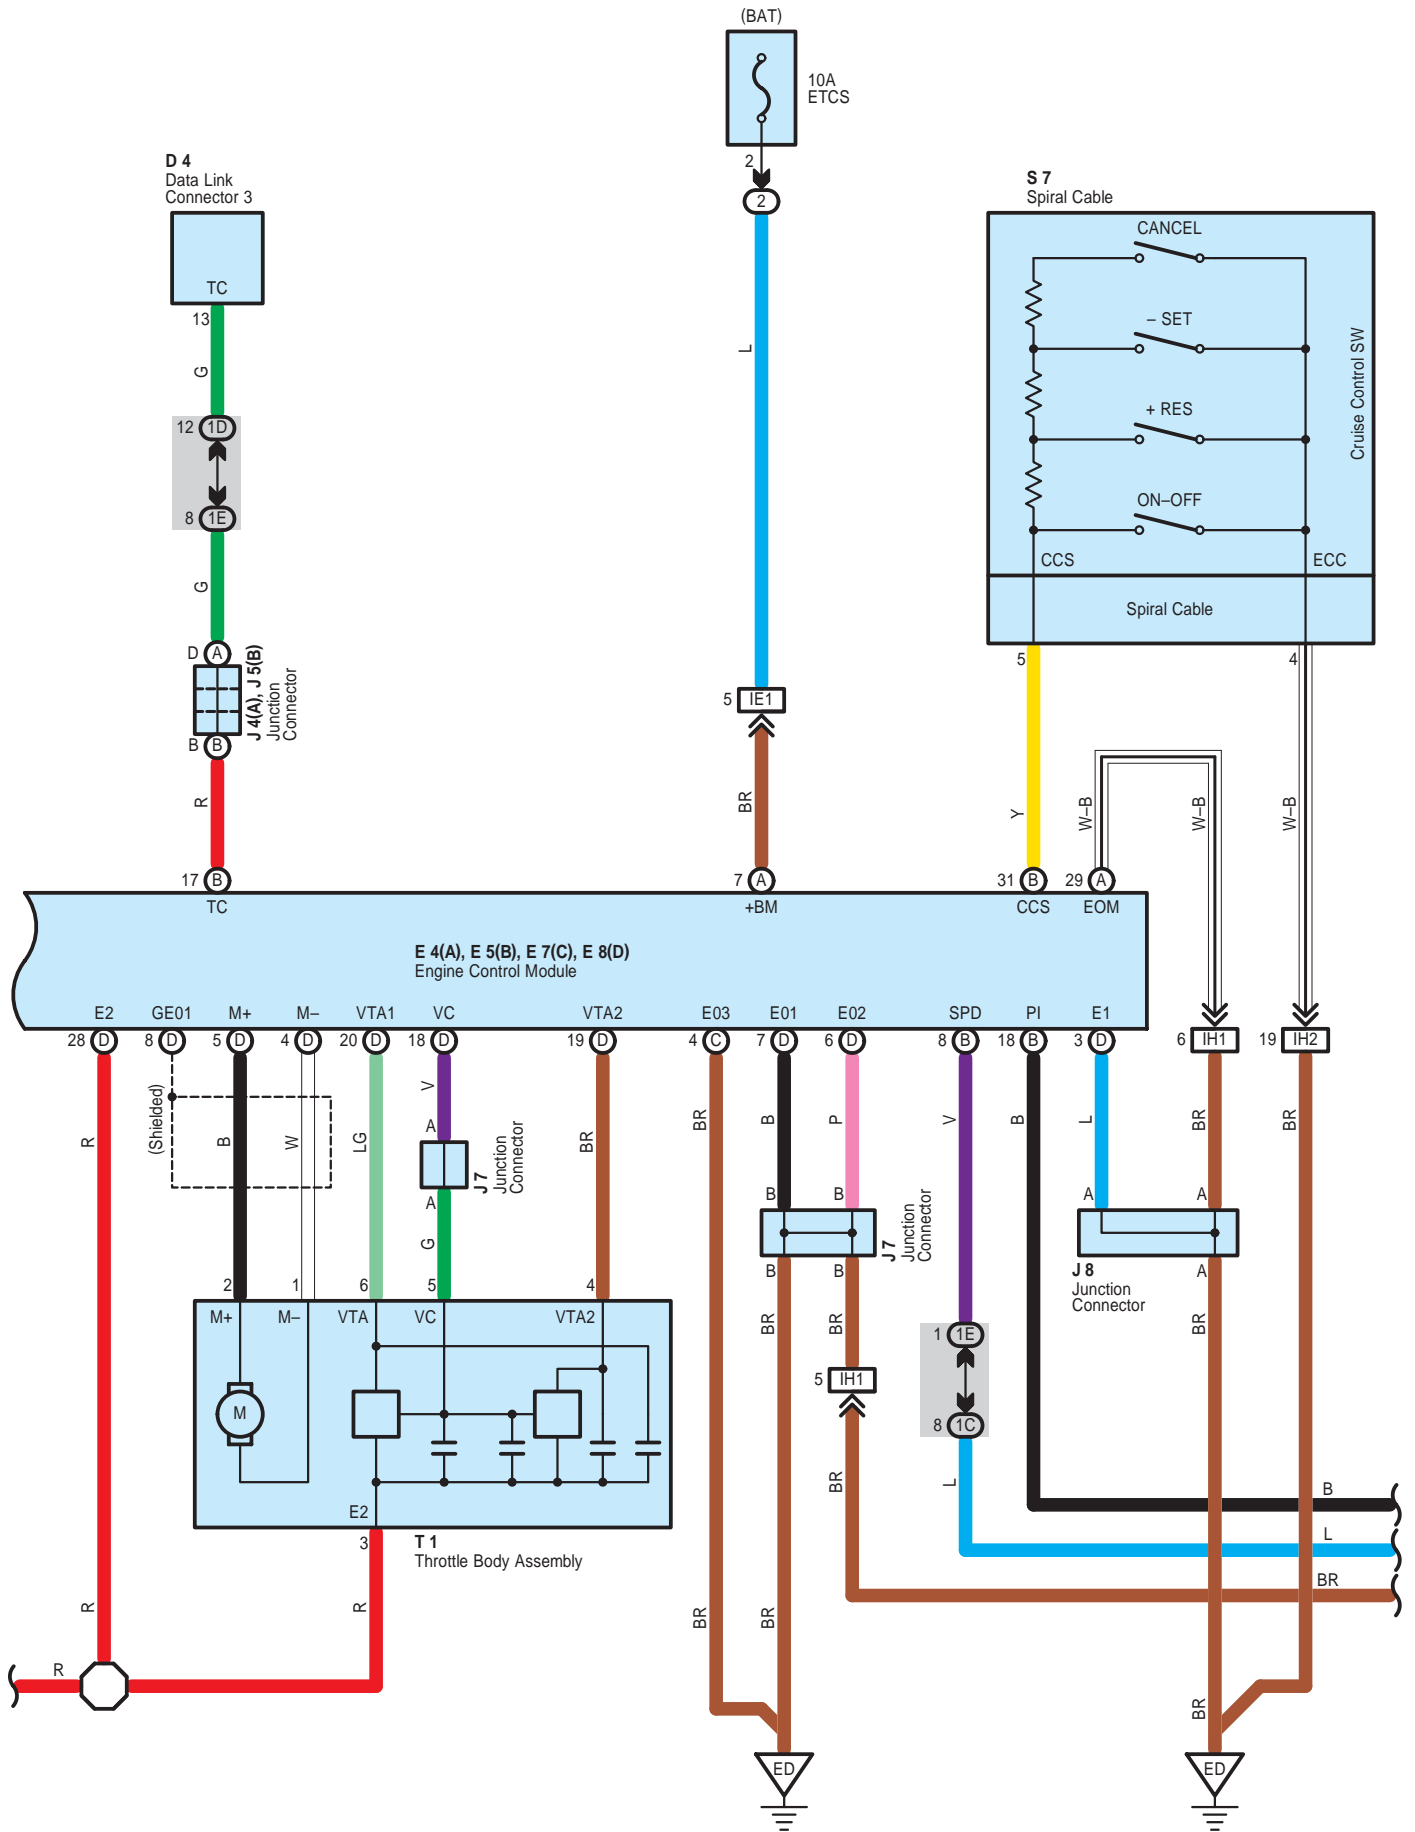 (BAT)
10A
ETCS
2
2
D 4
Data Link
Connector 3
TC
13
G
12 1D
8 1E
G
D A
J 4(A), J 5(B)
Junction
Connector
B B
R
17 B
TC
L
5 IE1
BR
7 A
+BM
S 7
Spiral Cable
CANCEL
– SET
+ RES
ON–OFF
Cruise Control SW
CCS
ECC
Spiral Cable
5
4
Y
W–B
W–B
W–B
31 B
29 A
CCS
EOM
E 4(A), E 5(B), E 7(C), E 8(D)
Engine Control Module
E2
GE01
M+
M–
VTA1
VC
VTA2
E03
E01
E02
SPD
PI
E1
28 D
8 D
5 D
4 D
20 D
18 D
19 D
4 C
7 D
6 D
8 B
18 B
3 D
6 IH1
19 IH2
R
(Shielded)
B
W
LG
V
A
J 7
Junction
Connector
A
G
BR
BR
B
P
V
B
L
BR
BR
B
B
J 7
Junction
Connector
B
B
A
A
J 8
Junction
Connector
A
2
1
6
5
4
M+
M–
VTA
VC
VTA2
M
E2
3
T 1
Throttle Body Assembly
BR
BR
5 IH1
BR
1 1E
8 1C
L
BR
B
L
BR
R
R
R
BR
BR
BR
ED
ED